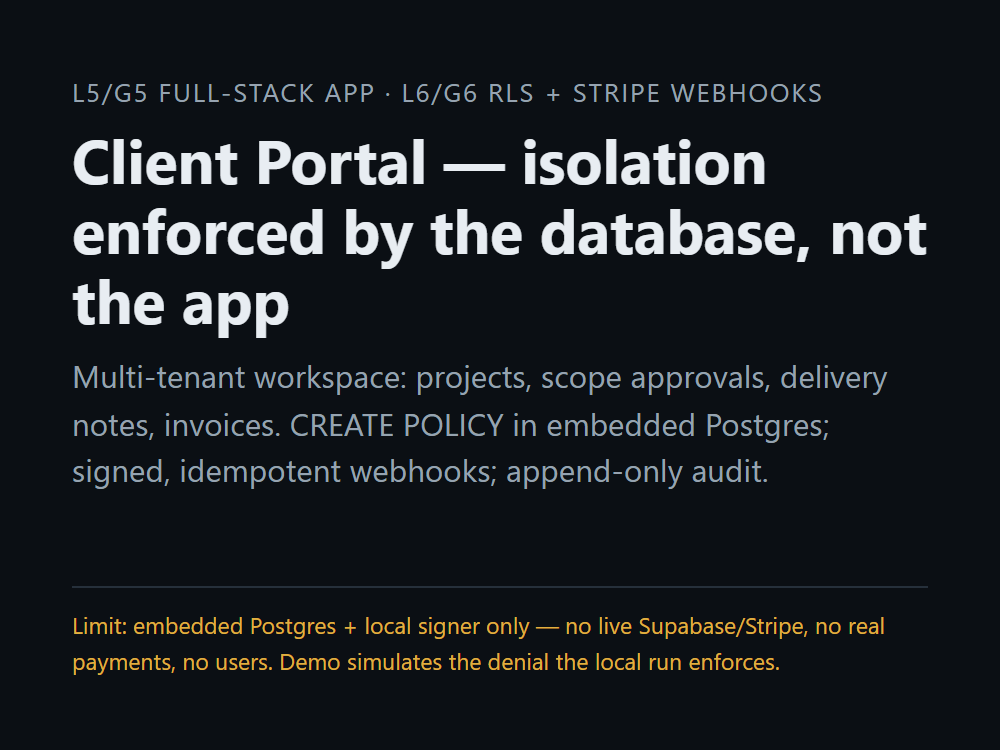 L5/G5 FULL-STACK APP · L6/G6 RLS + STRIPE WEBHOOKS
Client Portal — isolation
enforced by the database, not
the app
Multi-tenant workspace: projects, scope approvals, delivery
notes, invoices. CREATE POLICY in embedded Postgres;
signed, idempotent webhooks; append-only audit.
Limit: embedded Postgres + local signer only — no live Supabase/Stripe, no real
payments, no users. Demo simulates the denial the local run enforces.